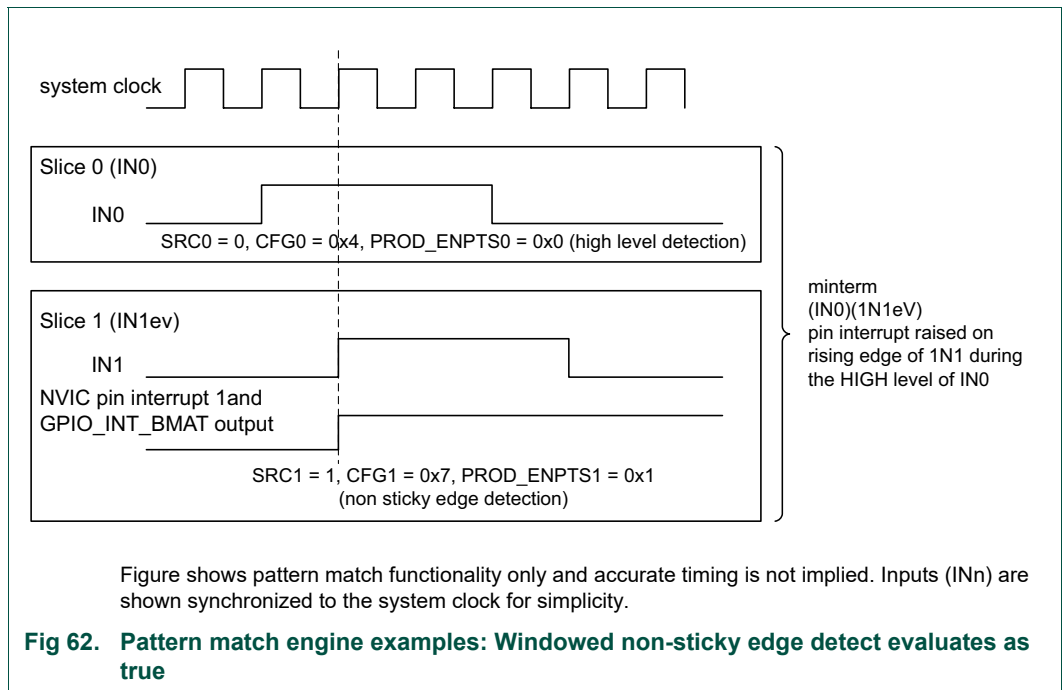 system clock
Slice 0 (IN0)
IN0
SRC0 = 0, CFG0 = 0x4, PROD_ENPTS0 = 0x0 (high level detection)
Slice 1 (IN1ev)
IN1
NVIC pin interrupt 1and
GPIO_INT_BMAT output
SRC1 = 1, CFG1 = 0x7, PROD_ENPTS1 = 0x1
(non sticky edge detection)
minterm
(IN0)(1N1eV)
pin interrupt raised on
rising edge of 1N1 during
the HIGH level of IN0
Figure shows pattern match functionality only and accurate timing is not implied. Inputs (INn) are
shown synchronized to the system clock for simplicity.
Fig 62. Pattern match engine examples: Windowed non-sticky edge detect evaluates as
true